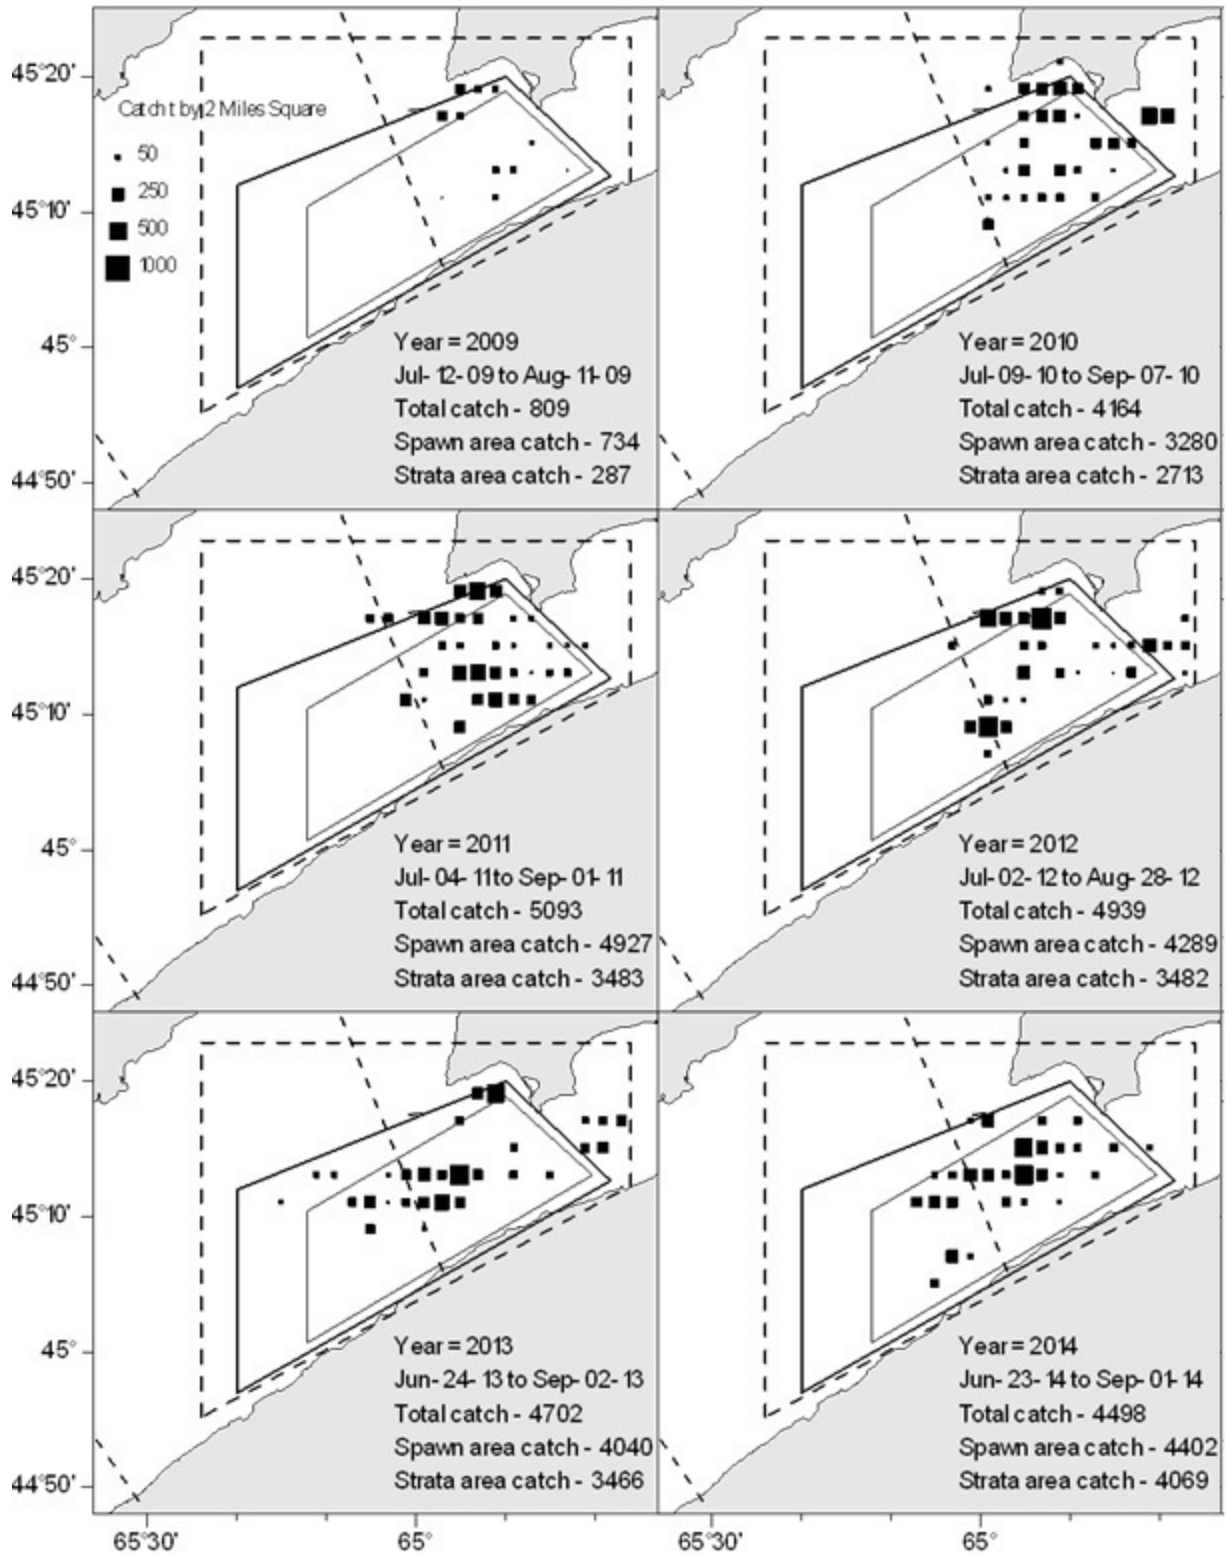 45°20'
Catch t by 2 Miles Square
50
250
500
1000
45°10'
45°
44°50'
Year = 2009
Jul- 12- 09 to Aug- 11- 09
Total catch - 809
Spawn area catch - 734
Strata area catch - 287
Year = 2010
Jul- 09- 10 to Sep- 07- 10
Total catch - 4164
Spawn area catch - 3280
Strata area catch - 2713
45°20'
45°10'
45°
44°50'
Year = 2011
Jul- 04- 11 to Sep- 01- 11
Total catch - 5093
Spawn area catch - 4927
Strata area catch - 3483
Year = 2012
Jul- 02- 12 to Aug- 28- 12
Total catch - 4939
Spawn area catch - 4289
Strata area catch - 3482
45°20'
45°10'
45°
44°50'
Year = 2013
Jun- 24- 13 to Sep- 02- 13
Total catch - 4702
Spawn area catch - 4040
Strata area catch - 3466
Year = 2014
Jun- 23- 14 to Sep- 01- 14
Total catch - 4498
Spawn area catch - 4402
Strata area catch - 4069
65°30'
65°
65°30'
65°